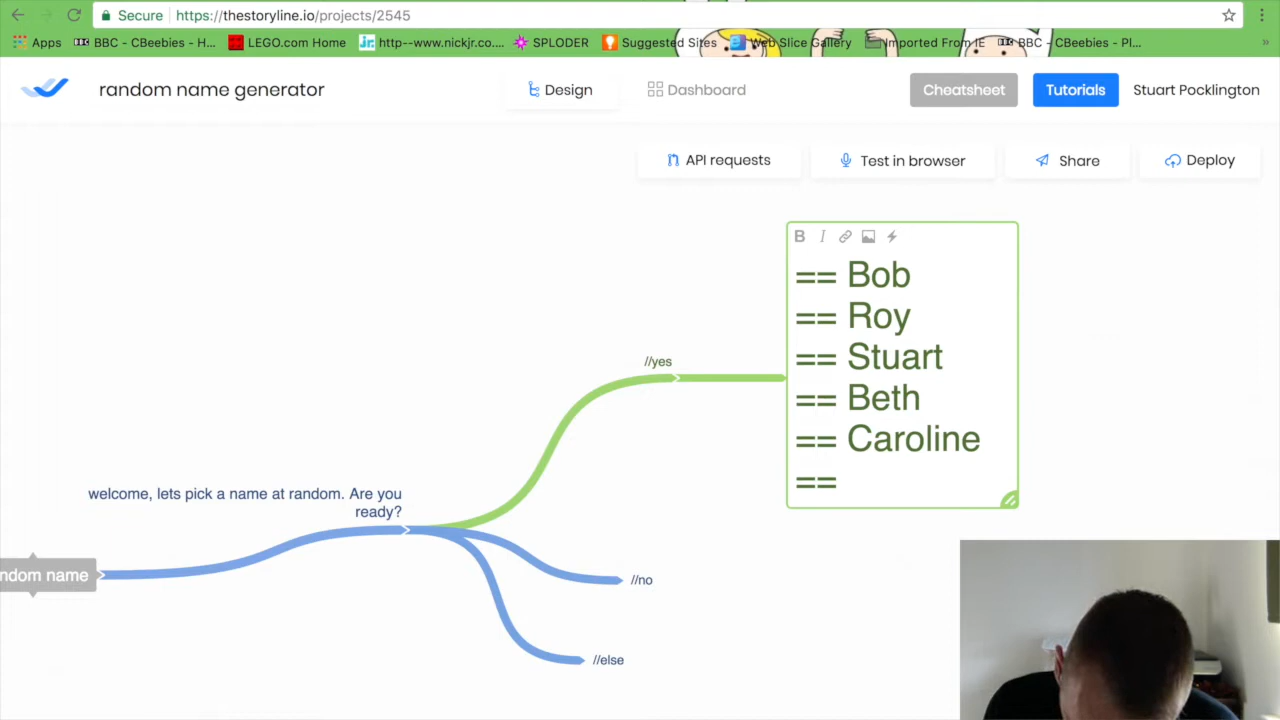 Secure https://thestoryline.io/projects/2545
Apps BBC - CBeebies - H... LEGO.com Home http--www.nickjr.co.... SPLODER Suggested Sites Web Slice Gallery Imported From IE BBC - CBeebies - Pl... »
random name generator Design Dashboard Cheatsheet Tutorials Stuart Pocklington
API requests Test in browser Share Deploy
B I
== Bob
== Roy
== Stuart
== Beth
== Caroline
==
//yes
welcome, lets pick a name at random. Are you
ready?
ndom name
//no
//else